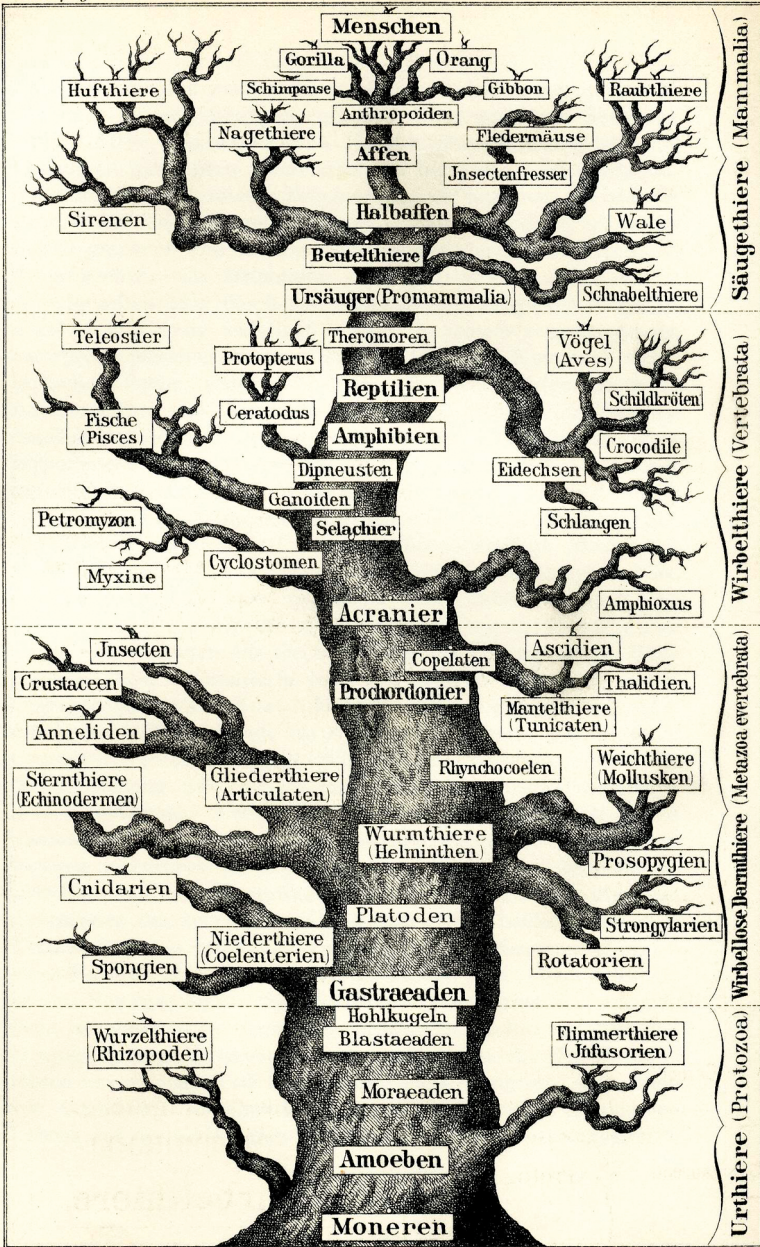 Menschen
Gorilla
Orang
Schimpanse
Gibbon
Hufthiere
Raubthiere
Anthropoiden
Nagethiere
Fledermäuse
Affen
Jnsectenfresser
Halbaffen
Sirenen
Wale
Beutelthiere
Ursäuger (Promammalia)
Schnabelthiere
Säugethiere (Mammalia)
Teleostier
Theromoren
Vögel
(Aves)
Protopterus
Reptilien
Schildkröten
Ceratodus
Fische
(Pisces)
Amphibien
Crocodile
Dipneusten
Eidechsen
Ganoiden
Petromyzon
Selachier
Schlangen
Cyclostomen
Myxine
Acranier
Amphioxus
Wirbelthiere (Vertebrata)
Jnsecten
Ascidien
Copelaten
Crustaceen
Thalidien
Prochordonier
Mantelthiere
(Tunicaten)
Anneliden
Sternthiere
(Echinodermen)
Gliederthiere
(Articulaten)
Rhynchocoelen
Weichthiere
(Mollusken)
Wurmthiere
(Helminthen)
Prosopygien
Cnidarien
Platoden
Strongylarien
Niederthiere
(Coelenterien)
Spongien
Rotatorien
Gastraeaden
Wirbellose Darmthiere (Metazoa evertebrata)
Hohlkugeln
Blastaeaden
Wurzelthiere
(Rhizopoden)
Flimmerthiere
(Jnfusorien)
Moraeaden
Amoeben
Moneren
Urthiere (Protozoa)